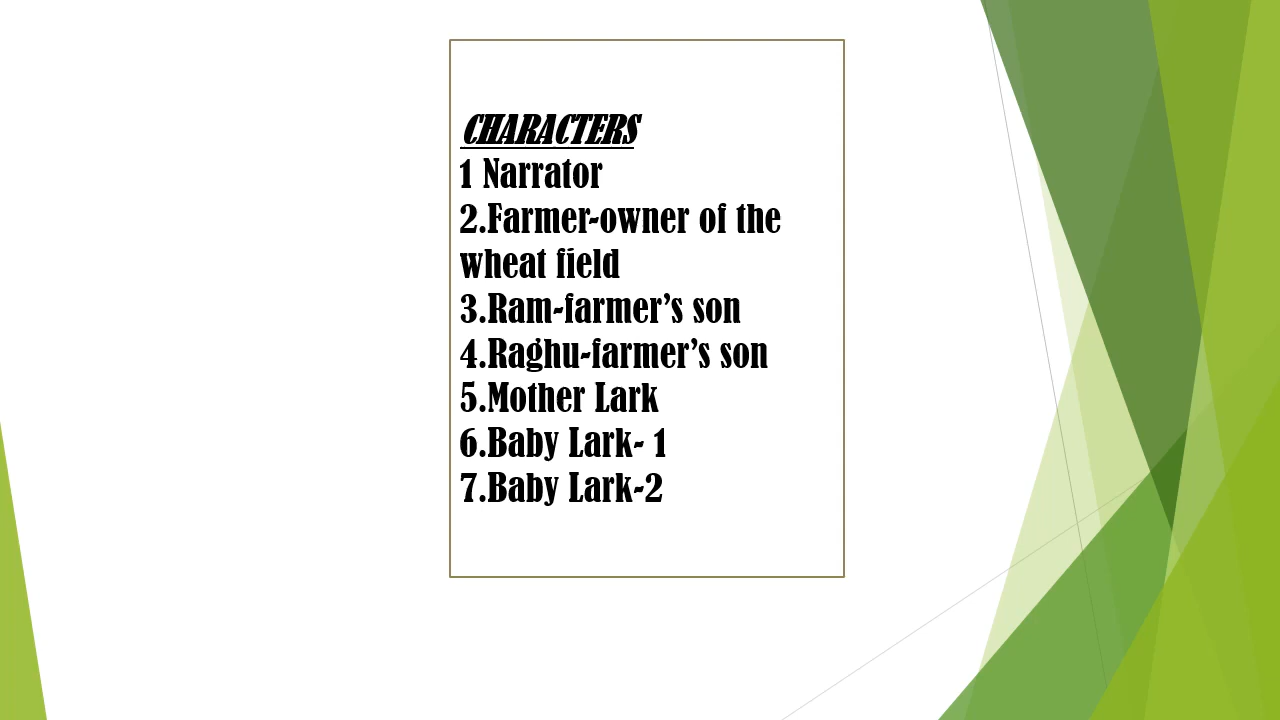 CHARACTERS
1 Narrator
2.Farmer-owner of the
wheat field
3.Ram-farmer’s son
4.Raghu-farmer’s son
5.Mother Lark
6.Baby Lark- 1
7.Baby Lark-2